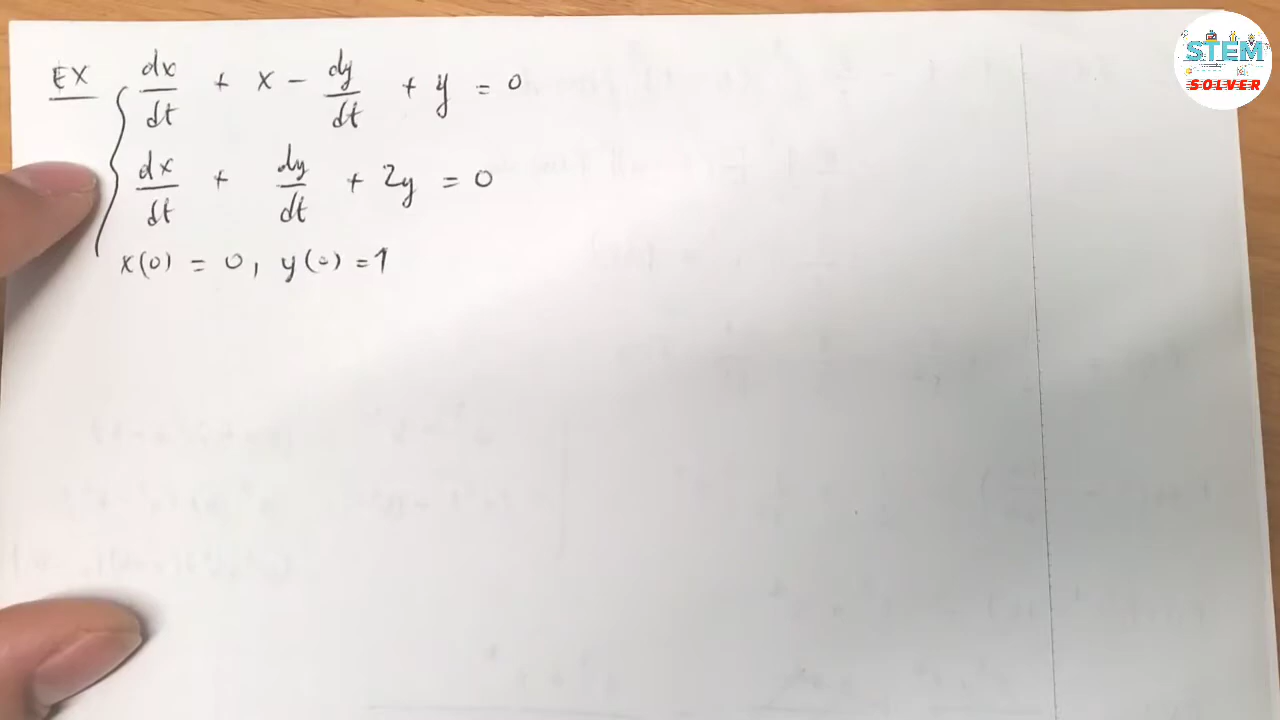 EX dx/dt + x - dy/dt + y = 0
dx/dt + dy/dt + 2y = 0
x(0) = 0, y(0) = 1
STEM
SOLVER